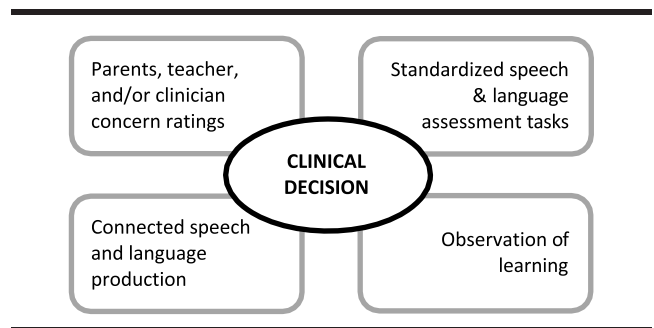 Parents, teacher,
and/or clinician
concern ratings
Standardized speech
& language
assessment tasks
CLINICAL
DECISION
Connected speech
and language
production
Observation of
learning